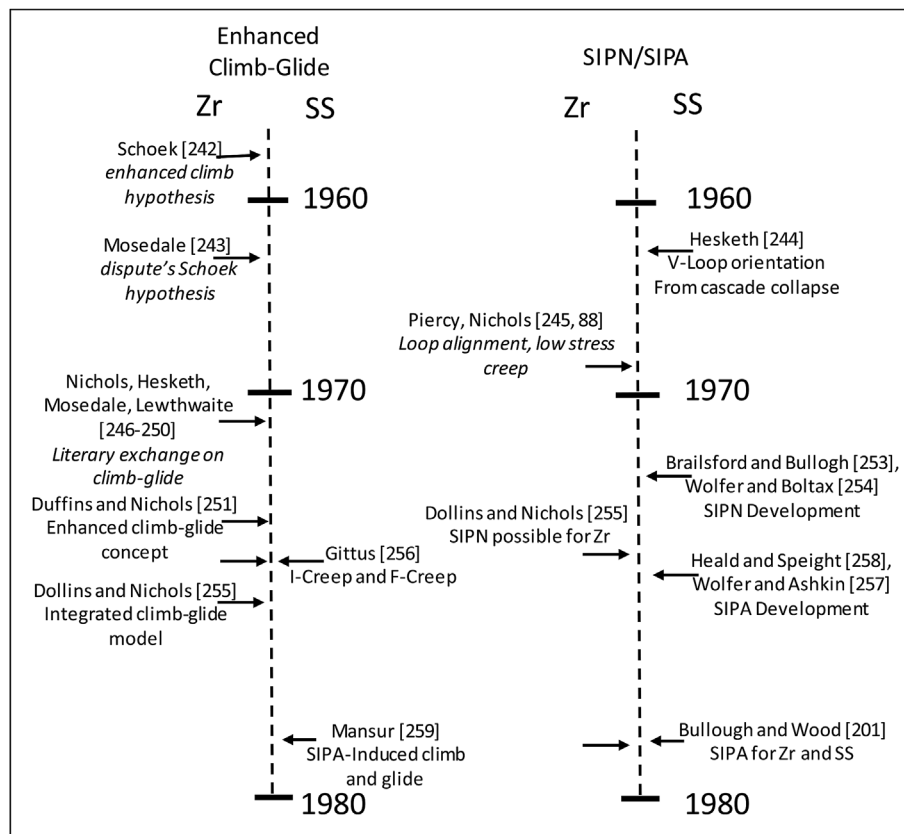 Enhanced
Climb-Glide
Zr
SS
Schoek [242]
enhanced climb
hypothesis
1960
Mosedale [243]
dispute's Schoek
hypothesis
1970
Nichols, Hesketh,
Mosedale, Lewthwaite
[246-250]
Literary exchange on
climb-glide
Duffins and Nichols [251]
Enhanced climb-glide
concept
Gittus [256]
I-Creep and F-Creep
Dollins and Nichols [255]
Integrated climb-glide
model
Mansur [259]
SIPA-Induced climb
and glide
1980
SIPN/SIPA
Zr
SS
1960
Hesketh [244]
V-Loop orientation
From cascade collapse
Piercy, Nichols [245, 88]
Loop alignment, low stress
creep
1970
Brailsford and Bullogh [253],
Wolfer and Boltax [254]
SIPN Development
Dollins and Nichols [255]
SIPN possible for Zr
Heald and Speight [258],
Wolfer and Ashkin [257]
SIPA Development
Bullough and Wood [201]
SIPA for Zr and SS
1980